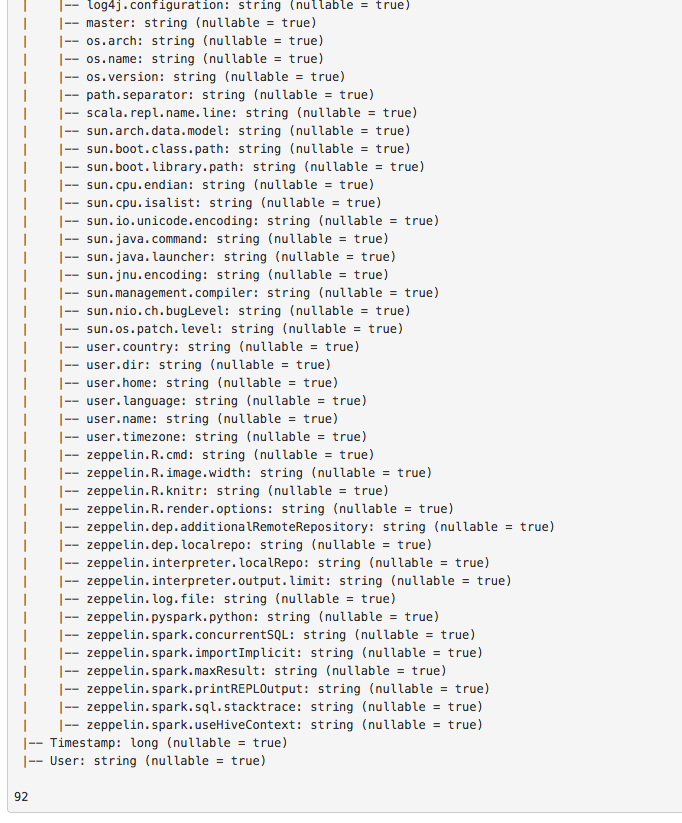 |    |-- log4j.configuration: string (nullable = true)
|    |-- master: string (nullable = true)
|    |-- os.arch: string (nullable = true)
|    |-- os.name: string (nullable = true)
|    |-- os.version: string (nullable = true)
|    |-- path.separator: string (nullable = true)
|    |-- scala.repl.name.line: string (nullable = true)
|    |-- sun.arch.data.model: string (nullable = true)
|    |-- sun.boot.class.path: string (nullable = true)
|    |-- sun.boot.library.path: string (nullable = true)
|    |-- sun.cpu.endian: string (nullable = true)
|    |-- sun.cpu.isalist: string (nullable = true)
|    |-- sun.io.unicode.encoding: string (nullable = true)
|    |-- sun.java.command: string (nullable = true)
|    |-- sun.java.launcher: string (nullable = true)
|    |-- sun.jnu.encoding: string (nullable = true)
|    |-- sun.management.compiler: string (nullable = true)
|    |-- sun.nio.ch.bugLevel: string (nullable = true)
|    |-- sun.os.patch.level: string (nullable = true)
|    |-- user.country: string (nullable = true)
|    |-- user.dir: string (nullable = true)
|    |-- user.home: string (nullable = true)
|    |-- user.language: string (nullable = true)
|    |-- user.name: string (nullable = true)
|    |-- user.timezone: string (nullable = true)
|    |-- zeppelin.R.cmd: string (nullable = true)
|    |-- zeppelin.R.image.width: string (nullable = true)
|    |-- zeppelin.R.knitr: string (nullable = true)
|    |-- zeppelin.R.render.options: string (nullable = true)
|    |-- zeppelin.dep.additionalRemoteRepository: string (nullable = true)
|    |-- zeppelin.dep.localrepo: string (nullable = true)
|    |-- zeppelin.interpreter.localRepo: string (nullable = true)
|    |-- zeppelin.interpreter.output.limit: string (nullable = true)
|    |-- zeppelin.log.file: string (nullable = true)
|    |-- zeppelin.pyspark.python: string (nullable = true)
|    |-- zeppelin.spark.concurrentSQL: string (nullable = true)
|    |-- zeppelin.spark.importImplicit: string (nullable = true)
|    |-- zeppelin.spark.maxResult: string (nullable = true)
|    |-- zeppelin.spark.printREPLOutput: string (nullable = true)
|    |-- zeppelin.spark.sql.stacktrace: string (nullable = true)
|    |-- zeppelin.spark.useHiveContext: string (nullable = true)
|-- Timestamp: long (nullable = true)
|-- User: string (nullable = true)
92